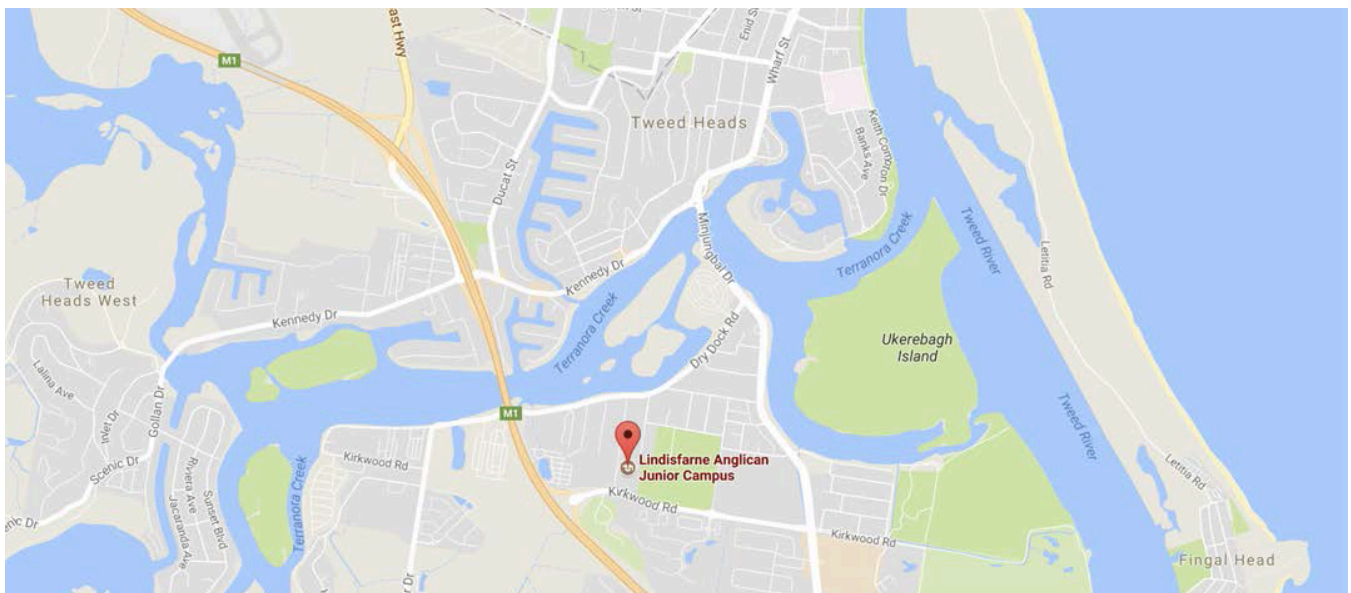 ast Hwy
Enid St
M1
Wharf St
Tweed Heads
Keith Compton Dr
Banks Ave
Ducat St
Minjungbal Dr
Terranora Creek
Tweed River
Letitia Rd
Kennedy Dr
Tweed
Heads West
Kennedy Dr
Terranora Creek
Dry Dock Rd
Ukerebagh
Island
Lalina Ave
Inlet Dr
Gollan Dr
M1
Tweed River
Scenic Dr
Kirkwood Rd
Lindisfarne Anglican
Junior Campus
Letitia Rd
Riviera Ave
Jacaranda Ave
Sunset Blvd
Terranora Creek
Kirkwood Rd
enic Dr
Kirkwood Rd
Fingal Head
Dr